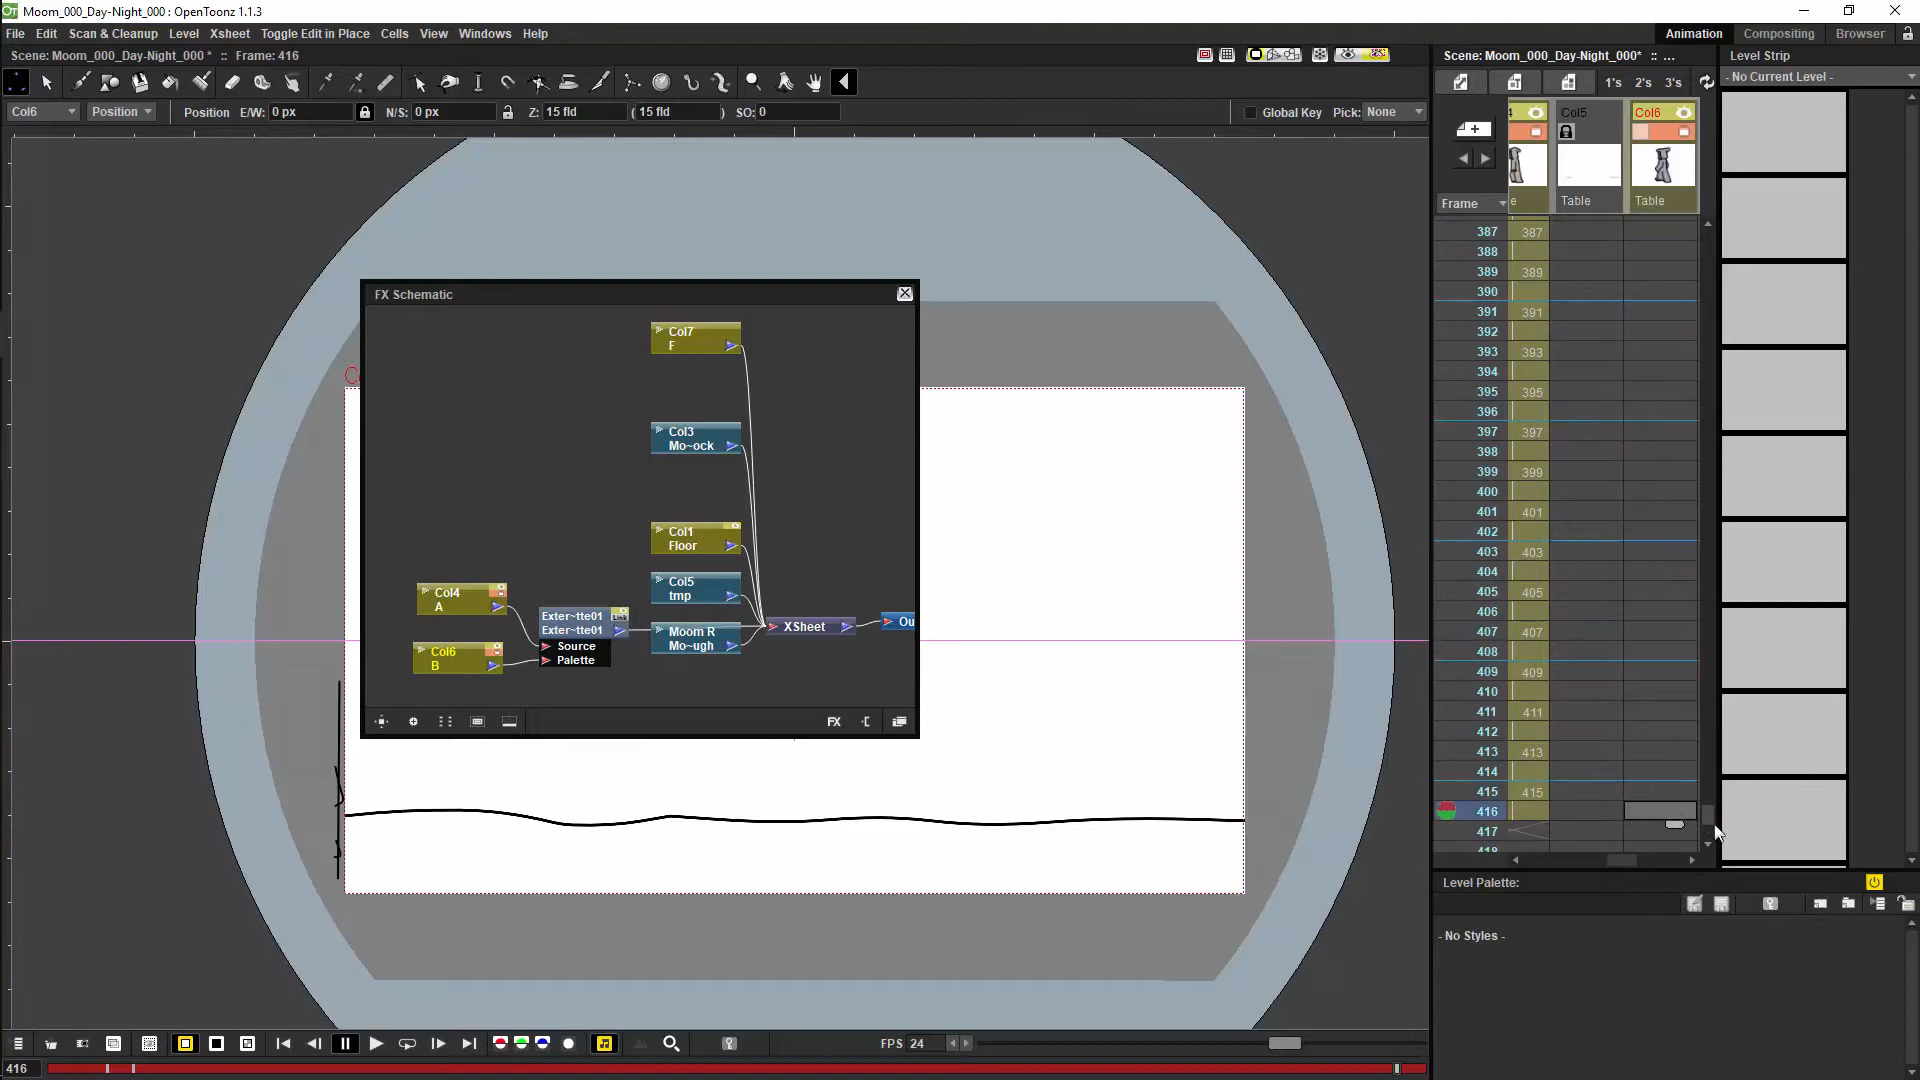 Moom_000_Day-Night_000 : OpenToonz 1.1.3
File Edit Scan & Cleanup Level Xsheet Toggle Edit in Place Cells View Windows Help
Animation Compositing Browser
Scene: Moom_000_Day-Night_000 * :: Frame: 416
Scene: Moom_000_Day-Night_000* :: ...
Level Strip
- No Current Level -
1's 2's 3's
Col6 Position Position E/W: 0 px N/S: 0 px Z: 15 fld ( 15 fld ) SO: 0
Global Key Pick: None
4 Col5 Col6
Frame e Table Table
387 387
388
389 389
390
391 391
392
393 393
394
395 395
396
397 397
398
399 399
400
401 401
402
403 403
404
405 405
406
407 407
408
409 409
410
411 411
412
413 413
414
415 415
416
417
418
FX Schematic
Col7
F
Col3
Mo~ock
Col1
Floor
Col5
tmp
Col4
A
Exter~tte01
Exter~tte01
Link
Source
Palette
Moom R
Mo~ugh
XSheet
Ou
Col6
B
FX
Level Palette:
- No Styles -
FPS 24
416